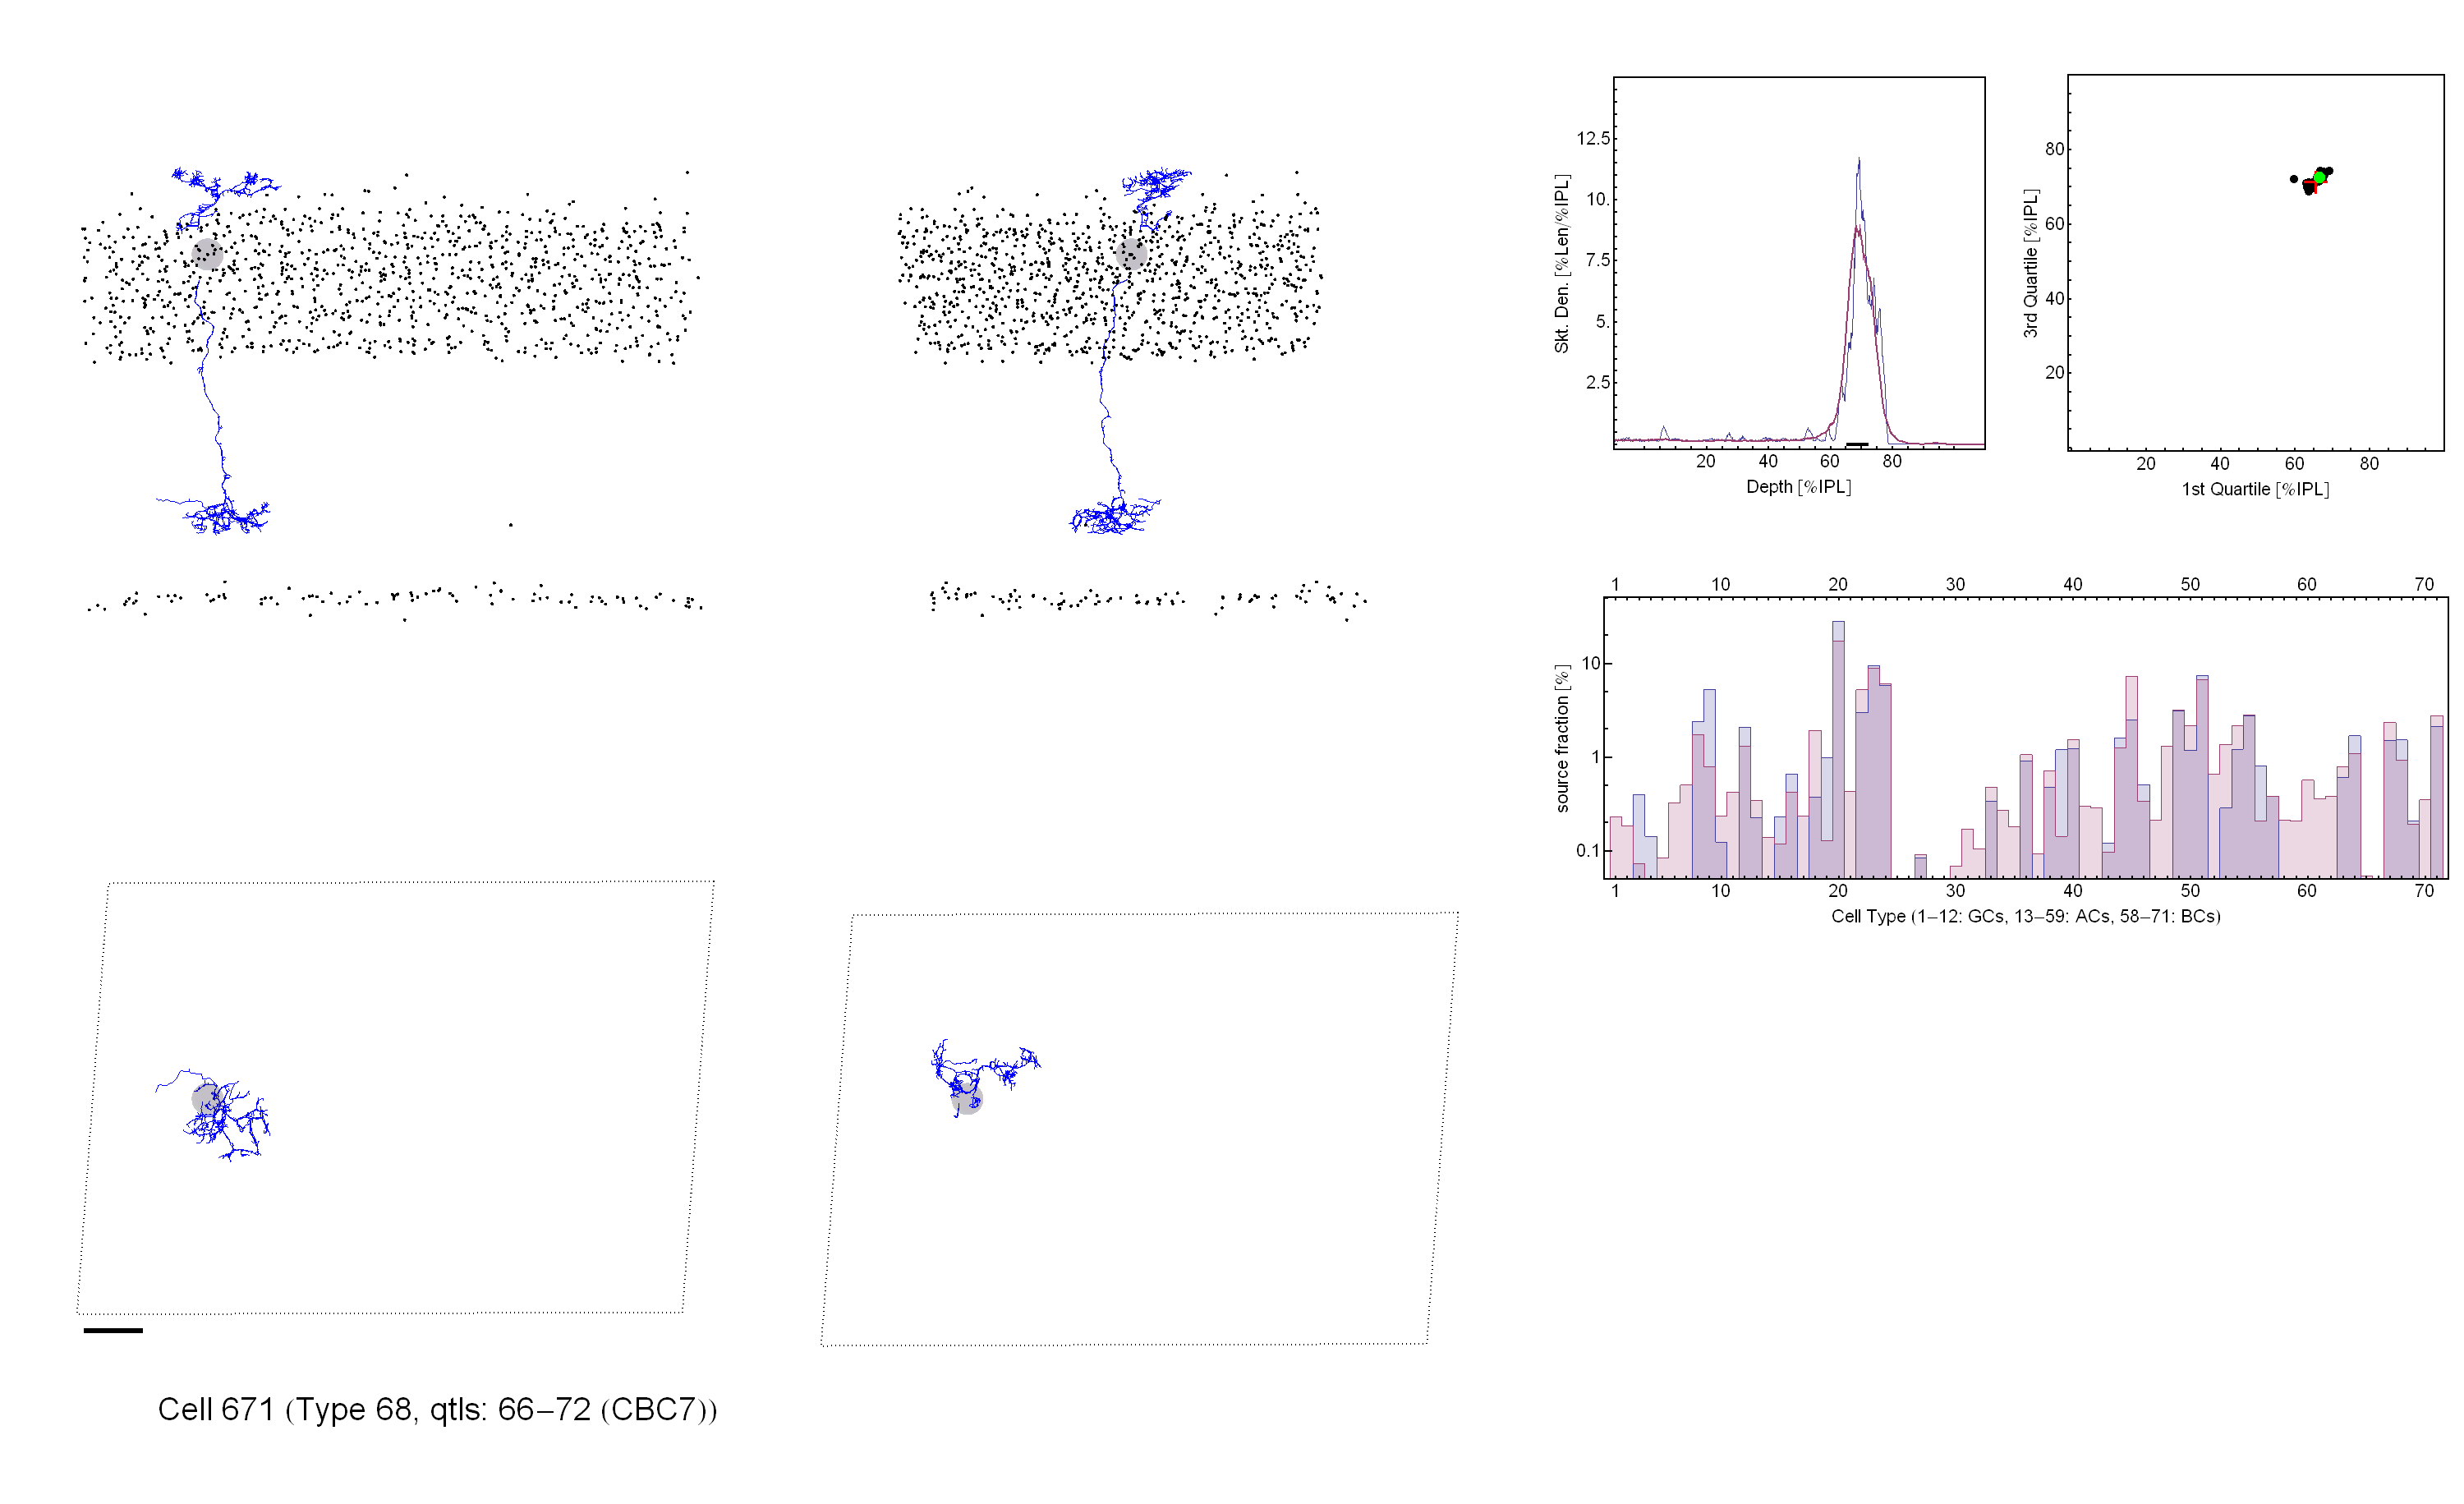 12.5
10.
7.5
5.
2.5
Skt. Den. [%Len/%IPL]
20 40 60 80
Depth [%IPL]
80
60
40
20
3rd Quartile [%IPL]
20 40 60 80
1st Quartile [%IPL]
1 10 20 30 40 50 60 70
10
1
0.1
source fraction [%]
1 10 20 30 40 50 60 70
Cell Type (1–12: GCs, 13–59: ACs, 58–71: BCs)
Cell 671 (Type 68, qtls: 66–72 (CBC7))